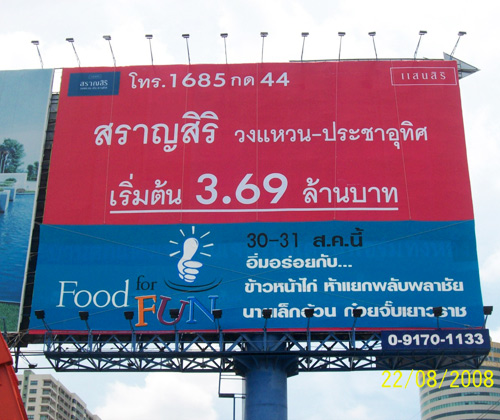 สราญสิริ
โทร.1685 กด 44
แสนสิริ
สราญสิริ วงแหวน-ประชาอุทิศ
เริ่มต้น 3.69 ล้านบาท
30-31 ส.ค.นี้
อิ่มอร่อยกับ...
ข้าวหน้าไก่ ห้าแยกพลับพลาชัย
นายเล็กอ้วน ก๋วยจั๊บเยาวราช
Food for FUN
0-9170-1133
22/08/2008